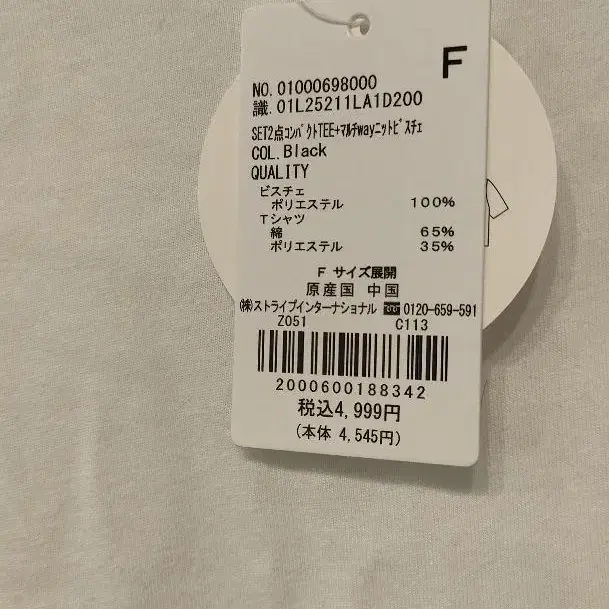 F
NO.01000698000
識.01L25211LA1D200
SET2点ｺﾝﾊﾟｸﾄTEE+ﾏﾙﾁwayﾆｯﾄﾋﾞｽﾁｪ
COL.Black
QUALITY
ビスチェ
ポリエステル 100%
Tシャツ
綿 65%
ポリエステル 35%
F サイズ展開
原産国 中国
㈱ストライプインターナショナル ☎0120-659-591
Z051 C113
2000600188342
税込4,999円
(本体 4,545円)